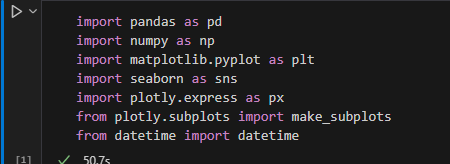 import pandas as pd
import numpy as np
import matplotlib.pyplot as plt
import seaborn as sns
import plotly.express as px
from plotly.subplots import make_subplots
from datetime import datetime
[1] 50.7s